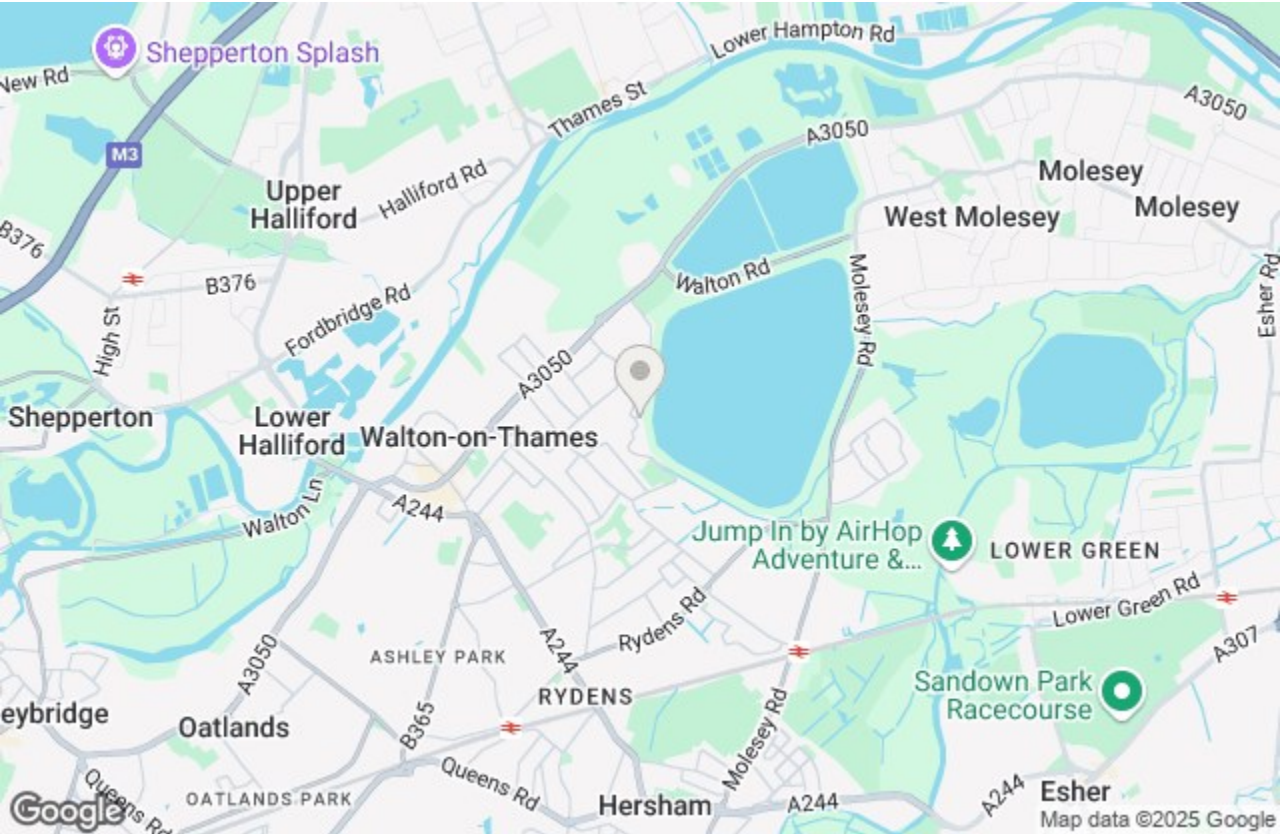 Lower Hampton Rd
Shepperton Splash
New Rd
Thames St
A3050
A3050
M3
Molesey
Upper
Halliford
Halliford Rd
Molesey
West Molesey
B376
B376
Walton Rd
Molesey Rd
Esher Rd
Fordbridge Rd
High St
A3050
Shepperton
Lower
Halliford
Walton-on-Thames
Walton Ln
A244
Jump In by AirHop
Adventure &...
LOWER GREEN
Lower Green Rd
Rydens Rd
A307
A3050
ASHLEY PARK
A244
RYDENS
Sandown Park
Racecourse
eybridge
Oatlands
B365
Molesey Rd
Queens Rd
Queens Rd
OATLANDS PARK
Hersham
A244
A244
Esher
Google
Map data ©2025 Google